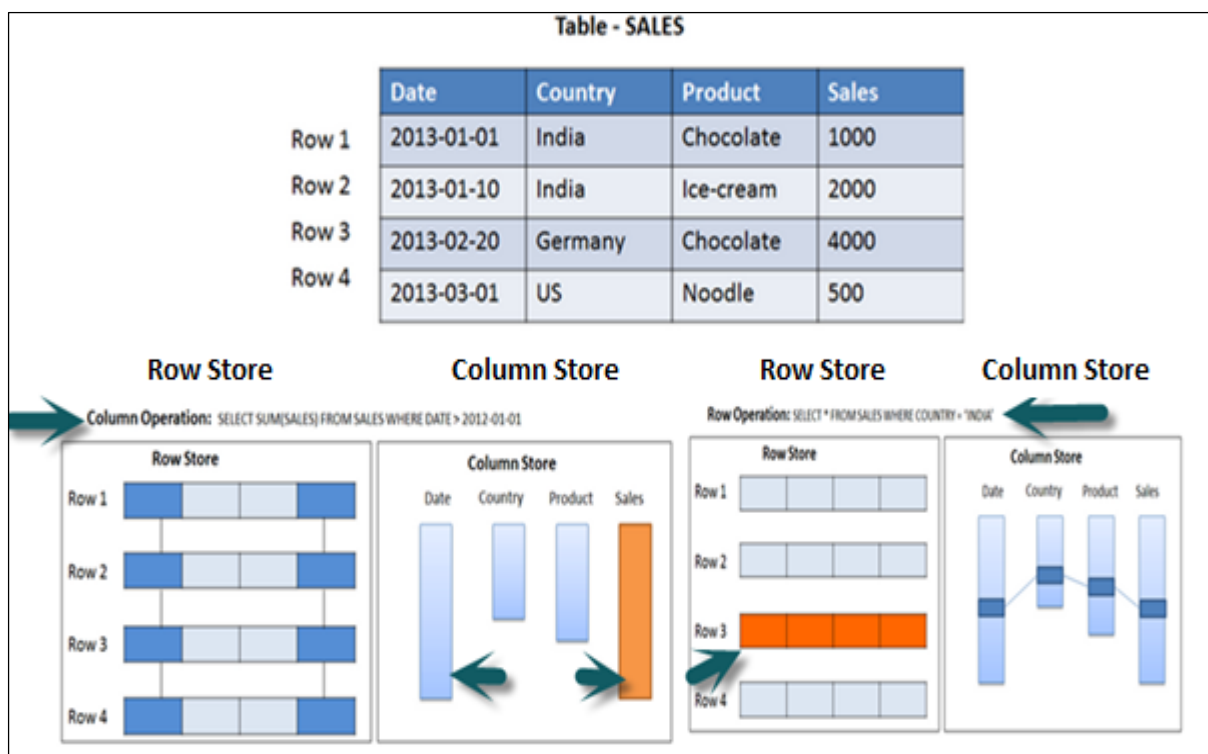 Table - SALES
Date Country Product Sales
Row 1 2013-01-01 India Chocolate 1000
Row 2 2013-01-10 India Ice-cream 2000
Row 3 2013-02-20 Germany Chocolate 4000
Row 4 2013-03-01 US Noodle 500
Row Store Column Store Row Store Column Store
Column Operation: SELECT SUM(SALES) FROM SALES WHERE DATE > 2012-01-01
Row Store
Row 1
Row 2
Row 3
Row 4
Column Store
Date Country Product Sales
Row Operation: SELECT * FROM SALES WHERE COUNTRY = 'INDIA'
Row Store
Row 1
Row 2
Row 3
Row 4
Column Store
Date Country Product Sales